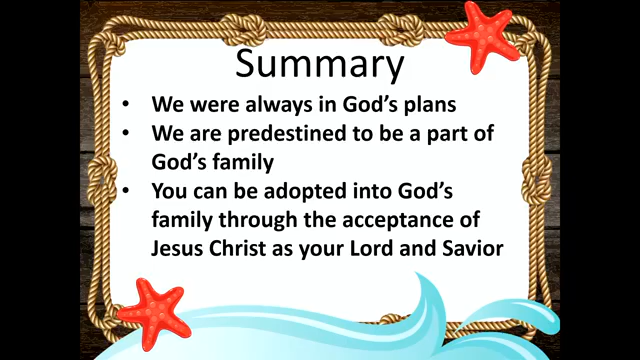 Summary
• We were always in God's plans
• We are predestined to be a part of
God's family
• You can be adopted into God's
family through the acceptance of
Jesus Christ as your Lord and Savior